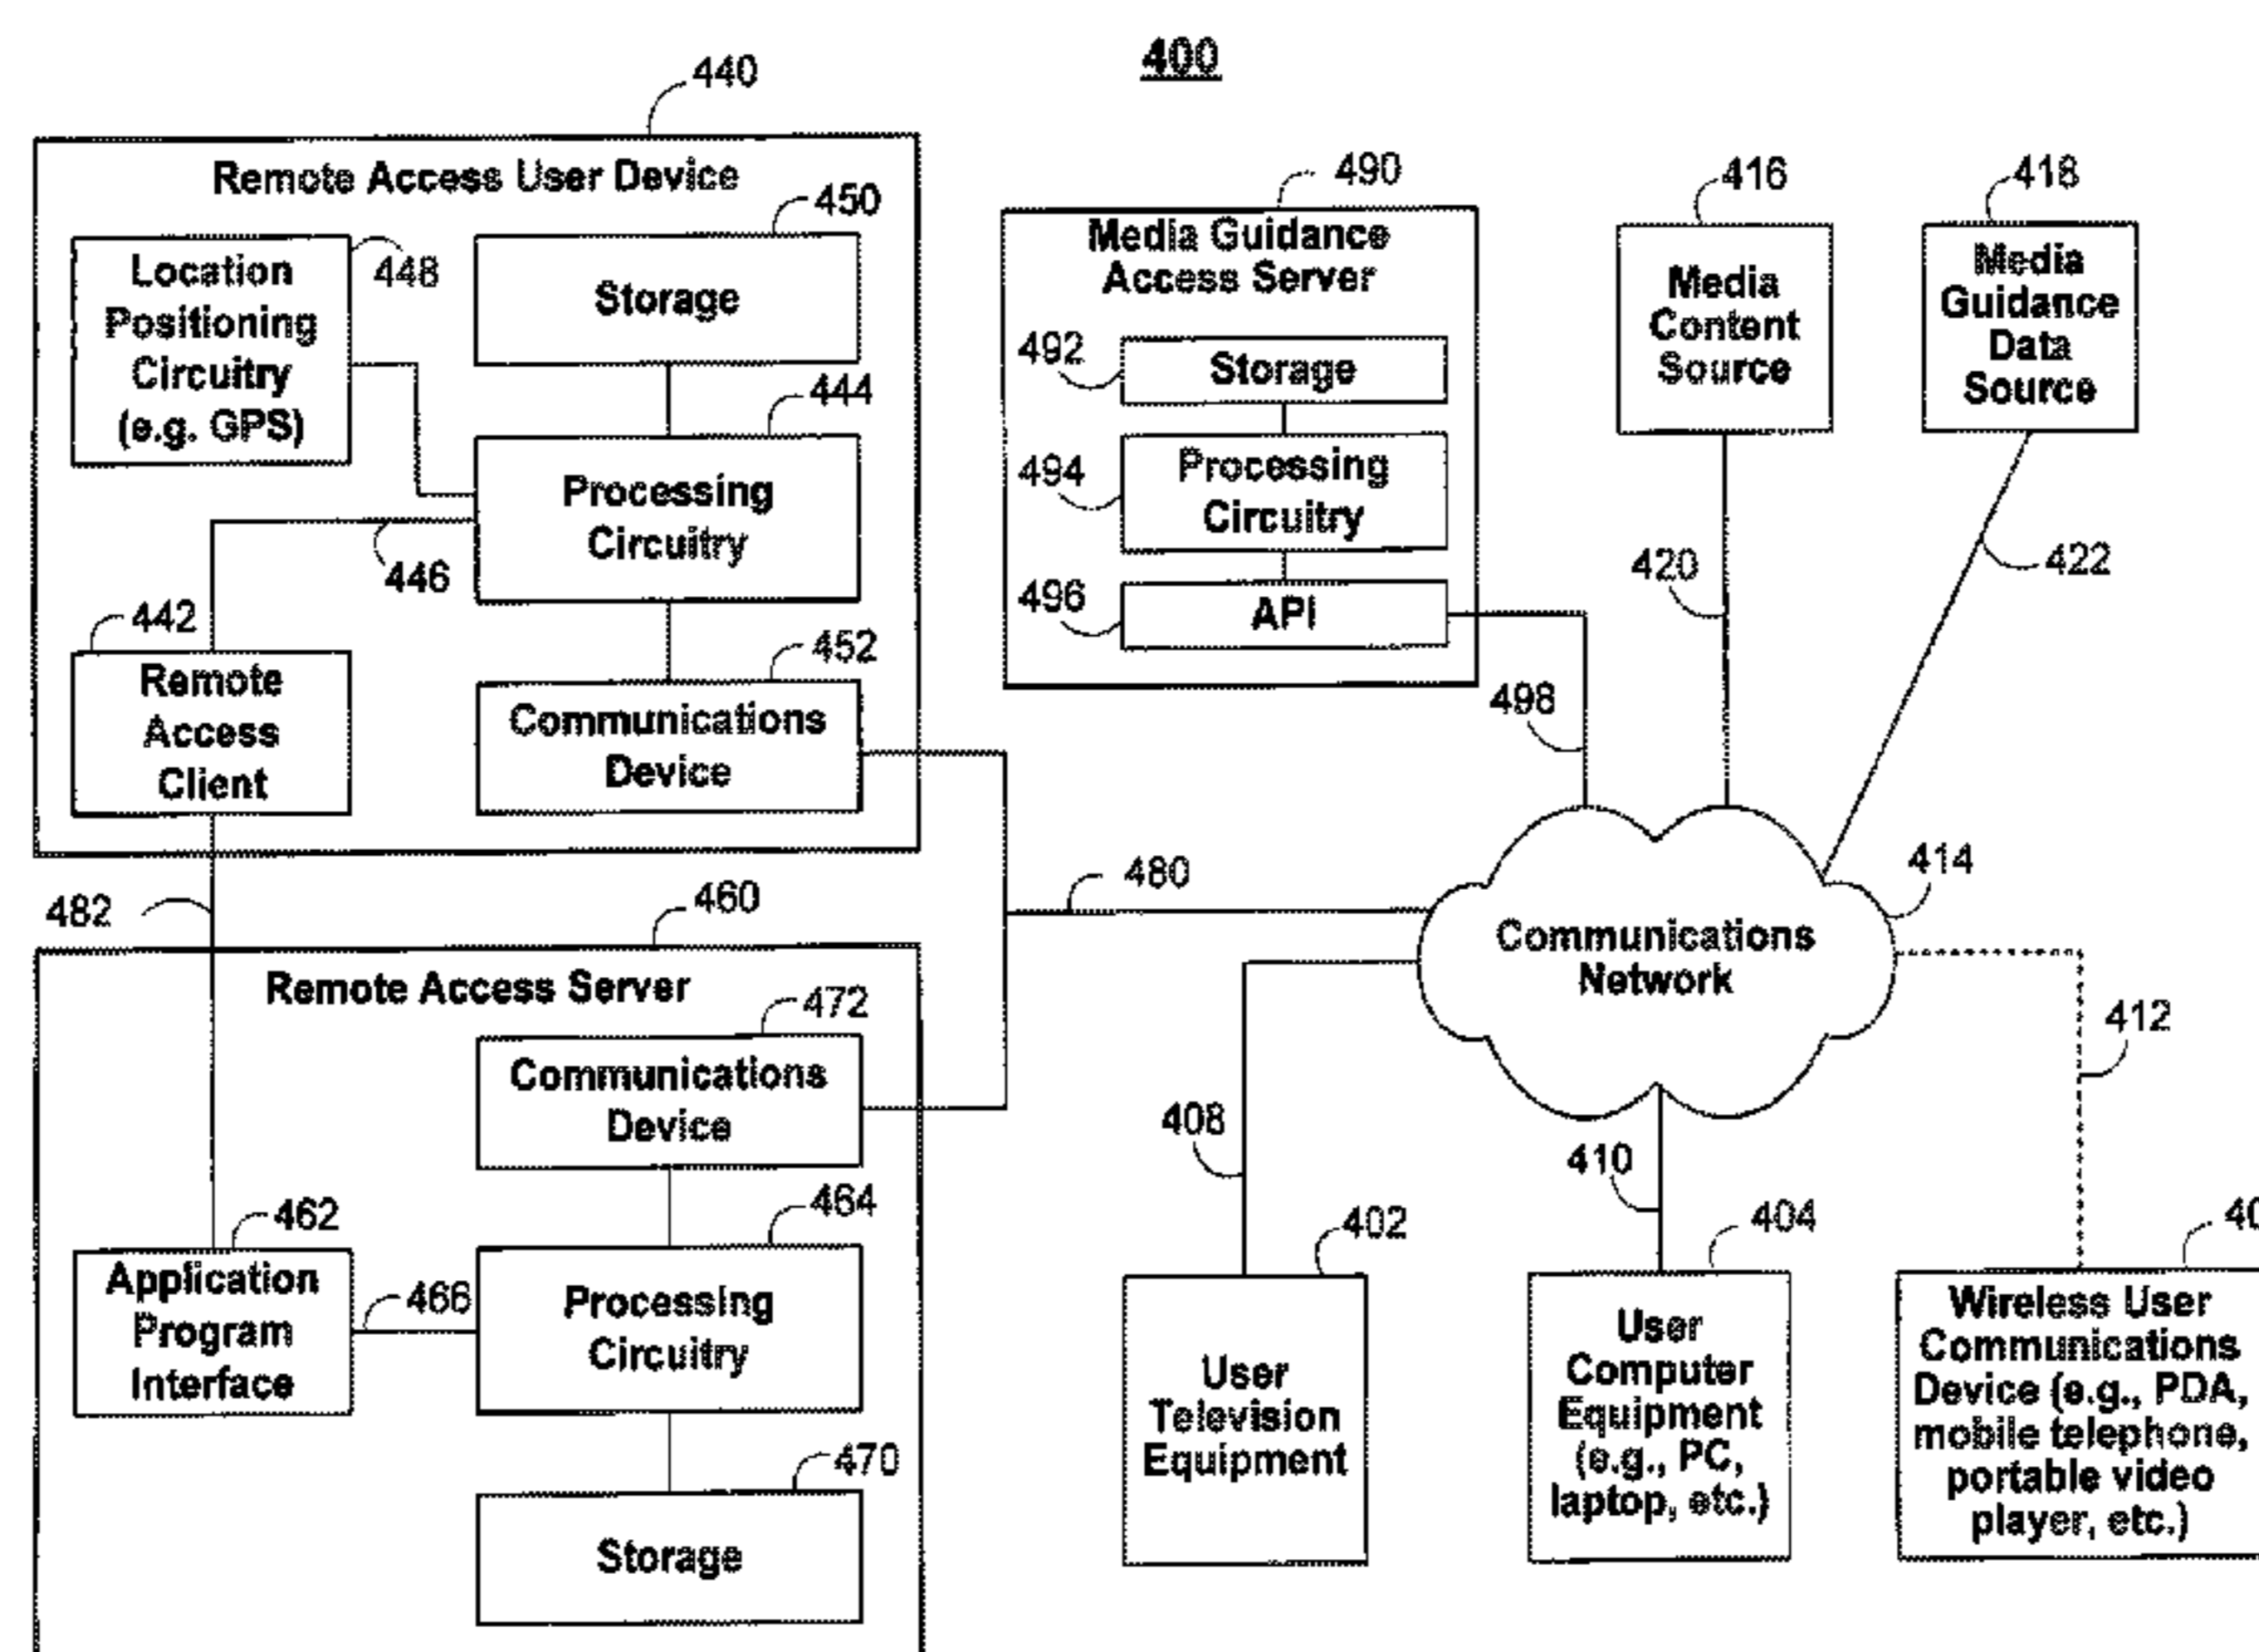 400
440
Remote Access User Device
450
Location
Positioning
Circuitry
(e.g. GPS)
448
Storage
444
Processing
Circuitry
446
442
Remote
Access
Client
452
Communications
Device
482
460
Remote Access Server
472
Communications
Device
464
462
Application
Program
Interface
466
Processing
Circuitry
470
Storage
490
Media Guidance
Access Server
492
Storage
494
Processing
Circuitry
496
API
498
416
Media
Content
Source
420
418
Media
Guidance
Data
Source
422
480
414
Communications
Network
408
402
User
Television
Equipment
410
404
User
Computer
Equipment
(e.g., PC,
laptop, etc.)
412
Wireless User
Communications
Device (e.g., PDA,
mobile telephone,
portable video
player, etc.)